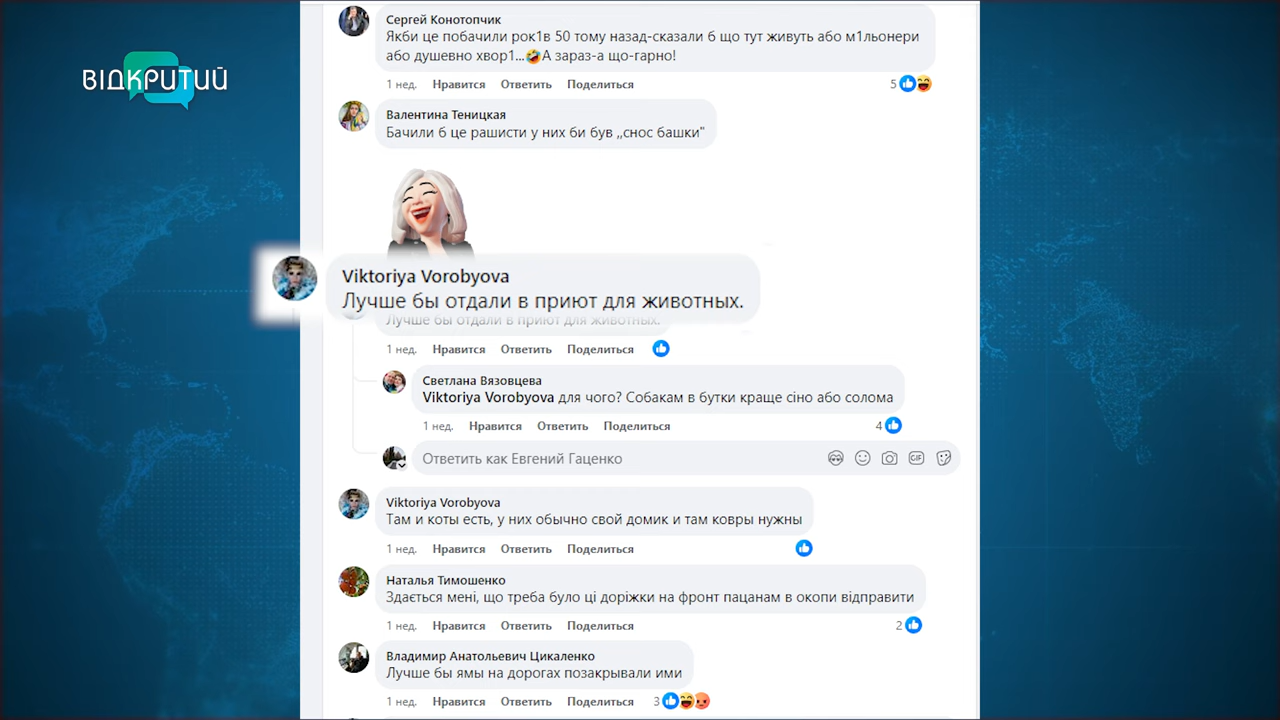 ВІДКРИТИЙ
Сергей Конотопчик
Якби це побачили рок1в 50 тому назад-сказали б що тут живуть або м1льонери
або душевно хвор1...🤣А зараз-а що-гарно!
1 нед. Нравится Ответить Поделиться 5
Валентина Теницкая
Бачили б це рашисти у них би був ,,снос башки"
Viktoriya Vorobyova
Лучше бы отдали в приют для животных.
Лучше бы отдали в приют для животных.
1 нед. Нравится Ответить Поделиться
Светлана Вязовцева
Viktoriya Vorobyova для чого? Собакам в бутки краще сіно або солома
1 нед. Нравится Ответить Поделиться 4
Ответить как Евгений Гаценко
GIF
Viktoriya Vorobyova
Там и коты есть, у них обычно свой домик и там ковры нужны
1 нед. Нравится Ответить Поделиться
Наталья Тимошенко
Здається мені, що треба було ці доріжки на фронт пацанам в окопи відправити
1 нед. Нравится Ответить Поделиться 2
Владимир Анатольевич Цикаленко
Лучше бы ямы на дорогах позакрывали ими
1 нед. Нравится Ответить Поделиться 3